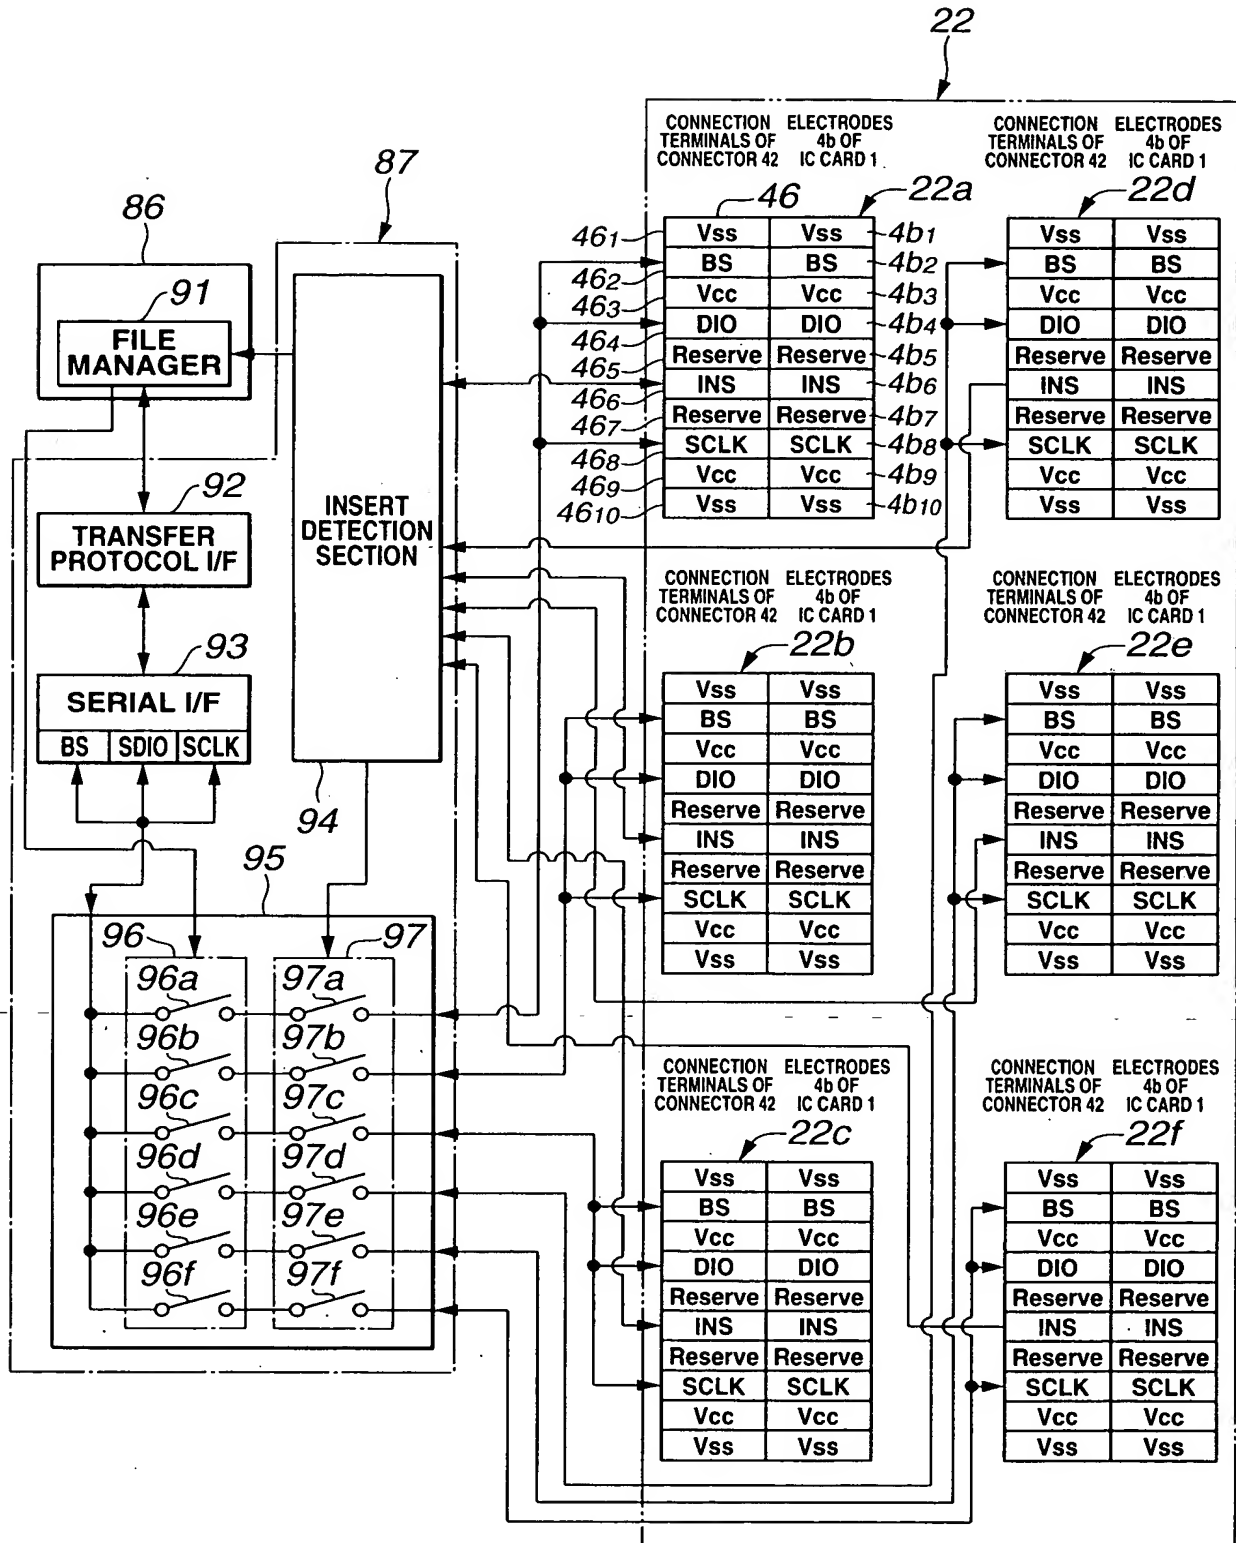 22
CONNECTION TERMINALS OF CONNECTOR 42
ELECTRODES 4b OF IC CARD 1
CONNECTION TERMINALS OF CONNECTOR 42
ELECTRODES 4b OF IC CARD 1
87
86
46
22a
22d
461 Vss Vss 4b1
462 BS BS 4b2
463 Vcc Vcc 4b3
464 DIO DIO 4b4
465 Reserve Reserve 4b5
466 INS INS 4b6
467 Reserve Reserve 4b7
468 SCLK SCLK 4b8
469 Vcc Vcc 4b9
4610 Vss Vss 4b10
Vss Vss
BS BS
Vcc Vcc
DIO DIO
Reserve Reserve
INS INS
Reserve Reserve
SCLK SCLK
Vcc Vcc
Vss Vss
91
FILE
MANAGER
92
TRANSFER
PROTOCOL I/F
93
SERIAL I/F
BS SDIO SCLK
INSERT
DETECTION
SECTION
94
CONNECTION TERMINALS OF CONNECTOR 42
ELECTRODES 4b OF IC CARD 1
22b
Vss Vss
BS BS
Vcc Vcc
DIO DIO
Reserve Reserve
INS INS
Reserve Reserve
SCLK SCLK
Vcc Vcc
Vss Vss
CONNECTION TERMINALS OF CONNECTOR 42
ELECTRODES 4b OF IC CARD 1
22e
Vss Vss
BS BS
Vcc Vcc
DIO DIO
Reserve Reserve
INS INS
Reserve Reserve
SCLK SCLK
Vcc Vcc
Vss Vss
95
96 97
96a 97a
96b 97b
96c 97c
96d 97d
96e 97e
96f 97f
CONNECTION TERMINALS OF CONNECTOR 42
ELECTRODES 4b OF IC CARD 1
22c
Vss Vss
BS BS
Vcc Vcc
DIO DIO
Reserve Reserve
INS INS
Reserve Reserve
SCLK SCLK
Vcc Vcc
Vss Vss
CONNECTION TERMINALS OF CONNECTOR 42
ELECTRODES 4b OF IC CARD 1
22f
Vss Vss
BS BS
Vcc Vcc
DIO DIO
Reserve Reserve
INS INS
Reserve Reserve
SCLK SCLK
Vcc Vcc
Vss Vss